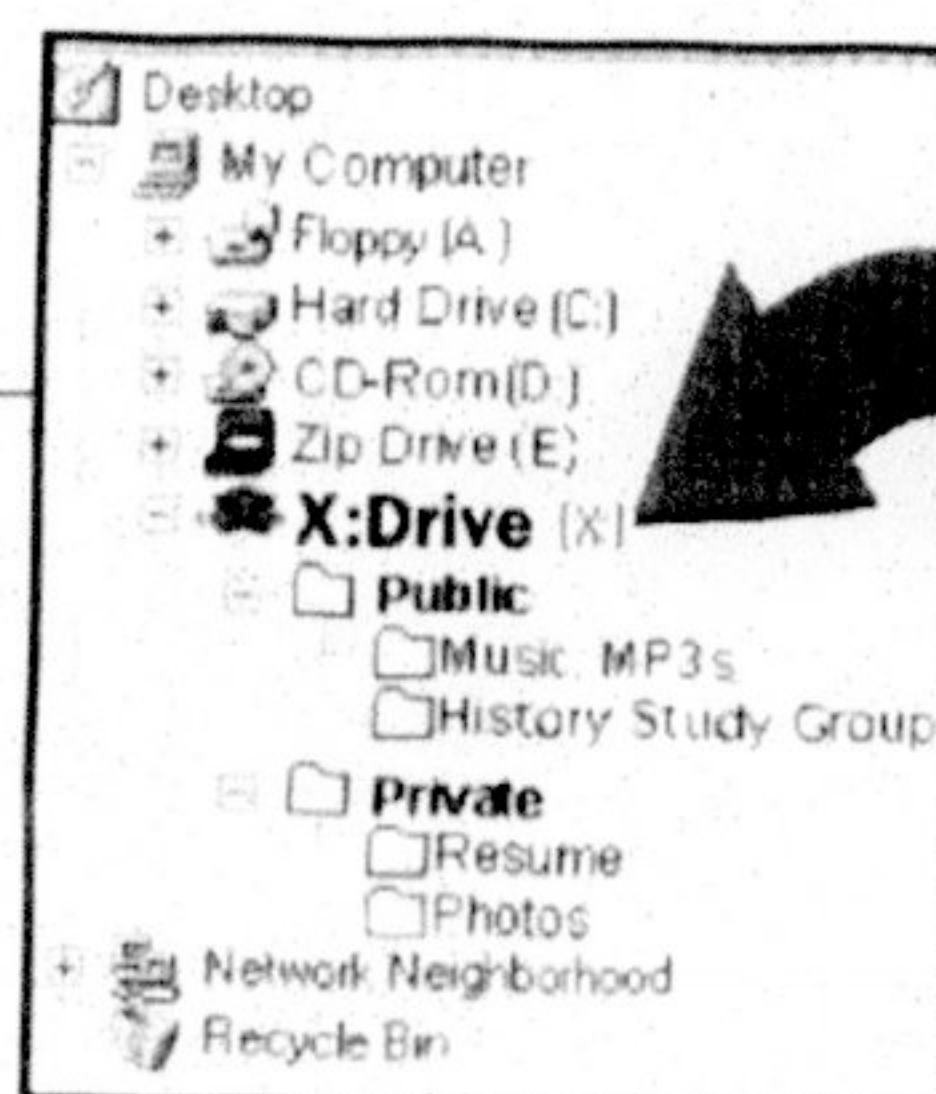 Desktop
My Computer
Floppy (A )
Hard Drive (C:)
CD-Rom(D )
Zip Drive (E)
X:Drive (X:)
Public
Music, MP3s
History Study Group
Private
Resume
Photos
Network Neighborhood
Recycle Bin